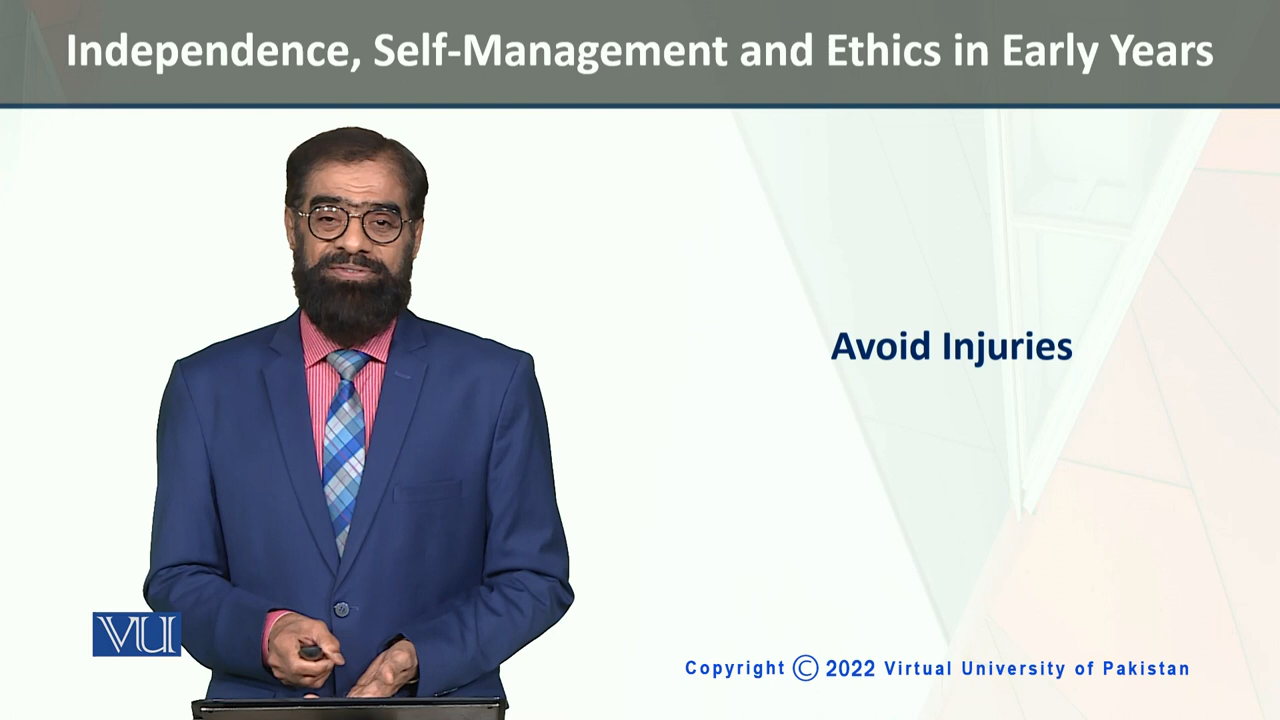 Independence, Self-Management and Ethics in Early Years
Avoid Injuries
VU
Copyright © 2022 Virtual University of Pakistan